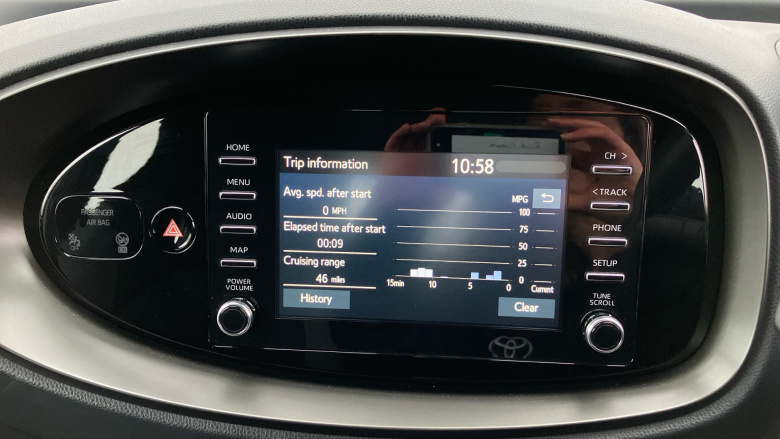 HOME
MENU
AUDIO
MAP
POWER
VOLUME
PASSENGER
AIR BAG
Trip information
10:58
Avg. spd. after start
0 MPH
Elapsed time after start
00:09
Cruising range
46 miles
History
MPG
100
75
50
25
0
15min
10
5
0
Current
Clear
CH >
< TRACK
PHONE
SETUP
TUNE
SCROLL